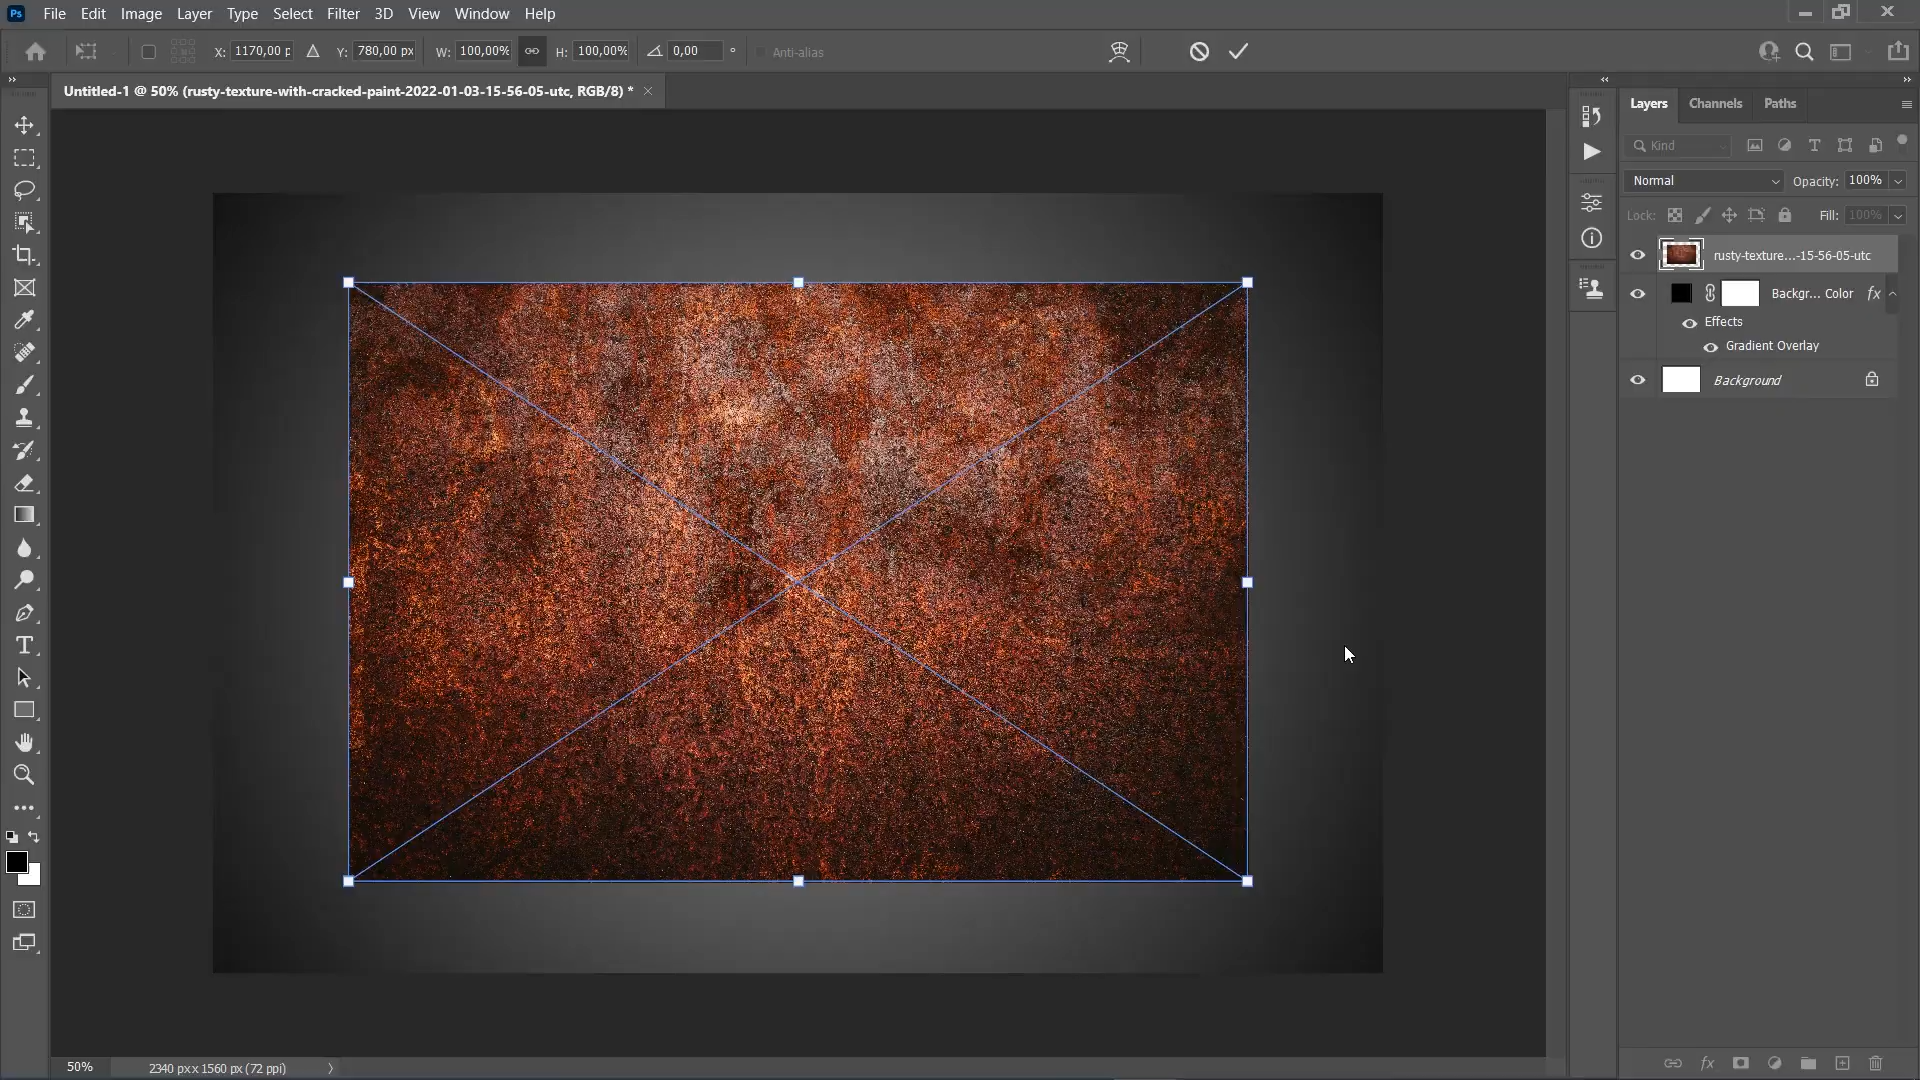 Ps File Edit Image Layer Type Select Filter 3D View Window Help
X: 1170,00 p Y: 780,00 px W: 100,00% H: 100,00% 0,00 ° Anti-alias
Untitled-1 @ 50% (rusty-texture-with-cracked-paint-2022-01-03-15-56-05-utc, RGB/8) *
Layers Channels Paths
Kind
Normal Opacity: 100%
Lock: Fill: 100%
rusty-texture...-15-56-05-utc
Backgr... Color fx
Effects
Gradient Overlay
Background
50% 2340 px x 1560 px (72 ppi)
fx